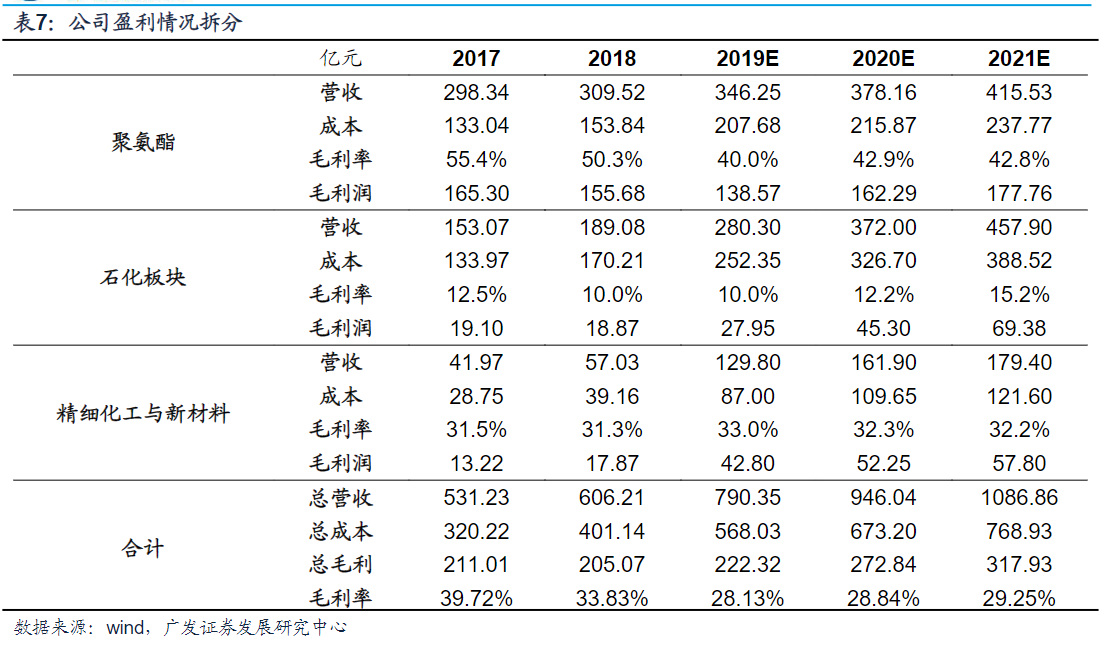 表7：公司盈利情况拆分
亿元 2017 2018 2019E 2020E 2021E
聚氨酯
营收 298.34 309.52 346.25 378.16 415.53
成本 133.04 153.84 207.68 215.87 237.77
毛利率 55.4% 50.3% 40.0% 42.9% 42.8%
毛利润 165.30 155.68 138.57 162.29 177.76
石化板块
营收 153.07 189.08 280.30 372.00 457.90
成本 133.97 170.21 252.35 326.70 388.52
毛利率 12.5% 10.0% 10.0% 12.2% 15.2%
毛利润 19.10 18.87 27.95 45.30 69.38
精细化工与新材料
营收 41.97 57.03 129.80 161.90 179.40
成本 28.75 39.16 87.00 109.65 121.60
毛利率 31.5% 31.3% 33.0% 32.3% 32.2%
毛利润 13.22 17.87 42.80 52.25 57.80
合计
总营收 531.23 606.21 790.35 946.04 1086.86
总成本 320.22 401.14 568.03 673.20 768.93
总毛利 211.01 205.07 222.32 272.84 317.93
毛利率 39.72% 33.83% 28.13% 28.84% 29.25%
数据来源：wind，广发证券发展研究中心